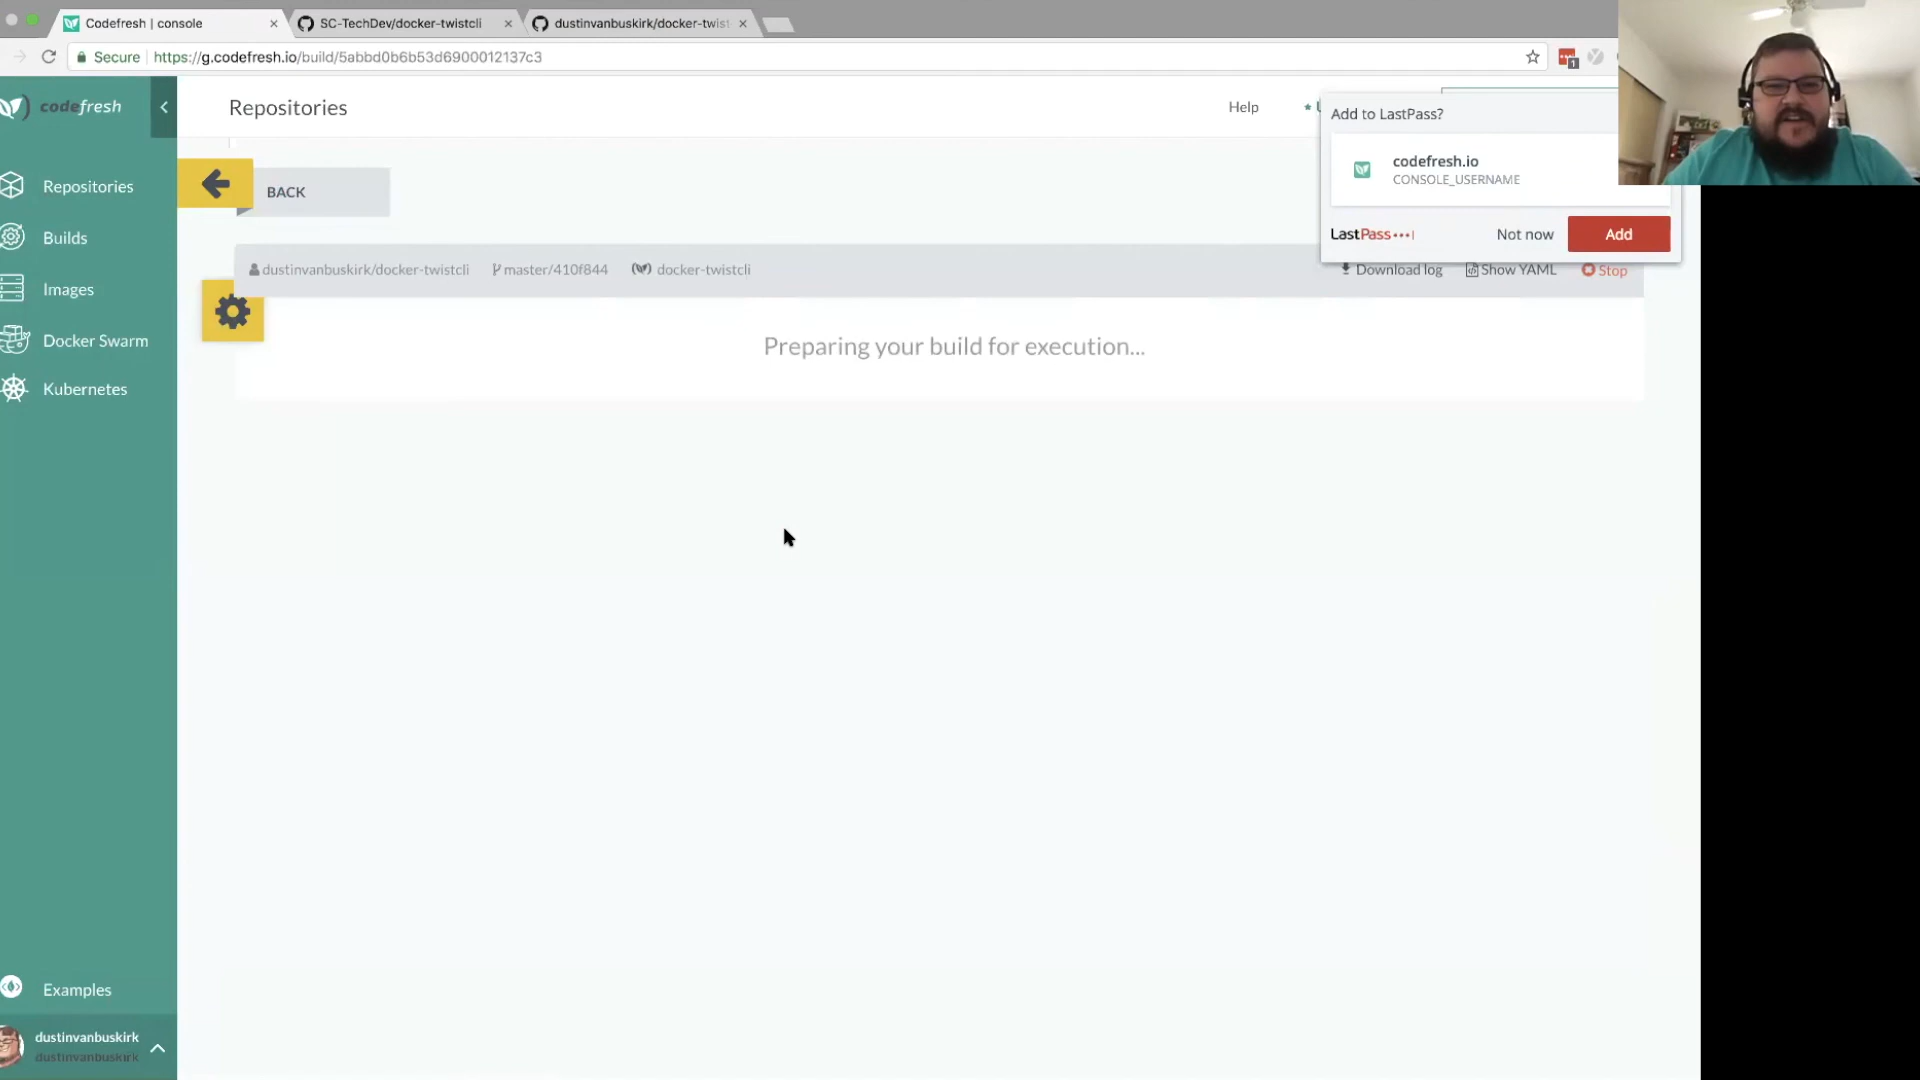 Codefresh | console
SC-TechDev/docker-twistcli
dustinvanbuskirk/docker-twist
Secure
https://g.codefresh.io/build/5abbd0b6b53d6900012137c3
1
codefresh
Repositories
Help
Add to LastPass?
codefresh.io
CONSOLE_USERNAME
LastPass
Not now
Add
Repositories
Builds
Images
Docker Swarm
Kubernetes
BACK
dustinvanbuskirk/docker-twistcli
master/410f844
docker-twistcli
Download log
Show YAML
Stop
Preparing your build for execution...
Examples
dustinvanbuskirk
dustinvanbuskirk